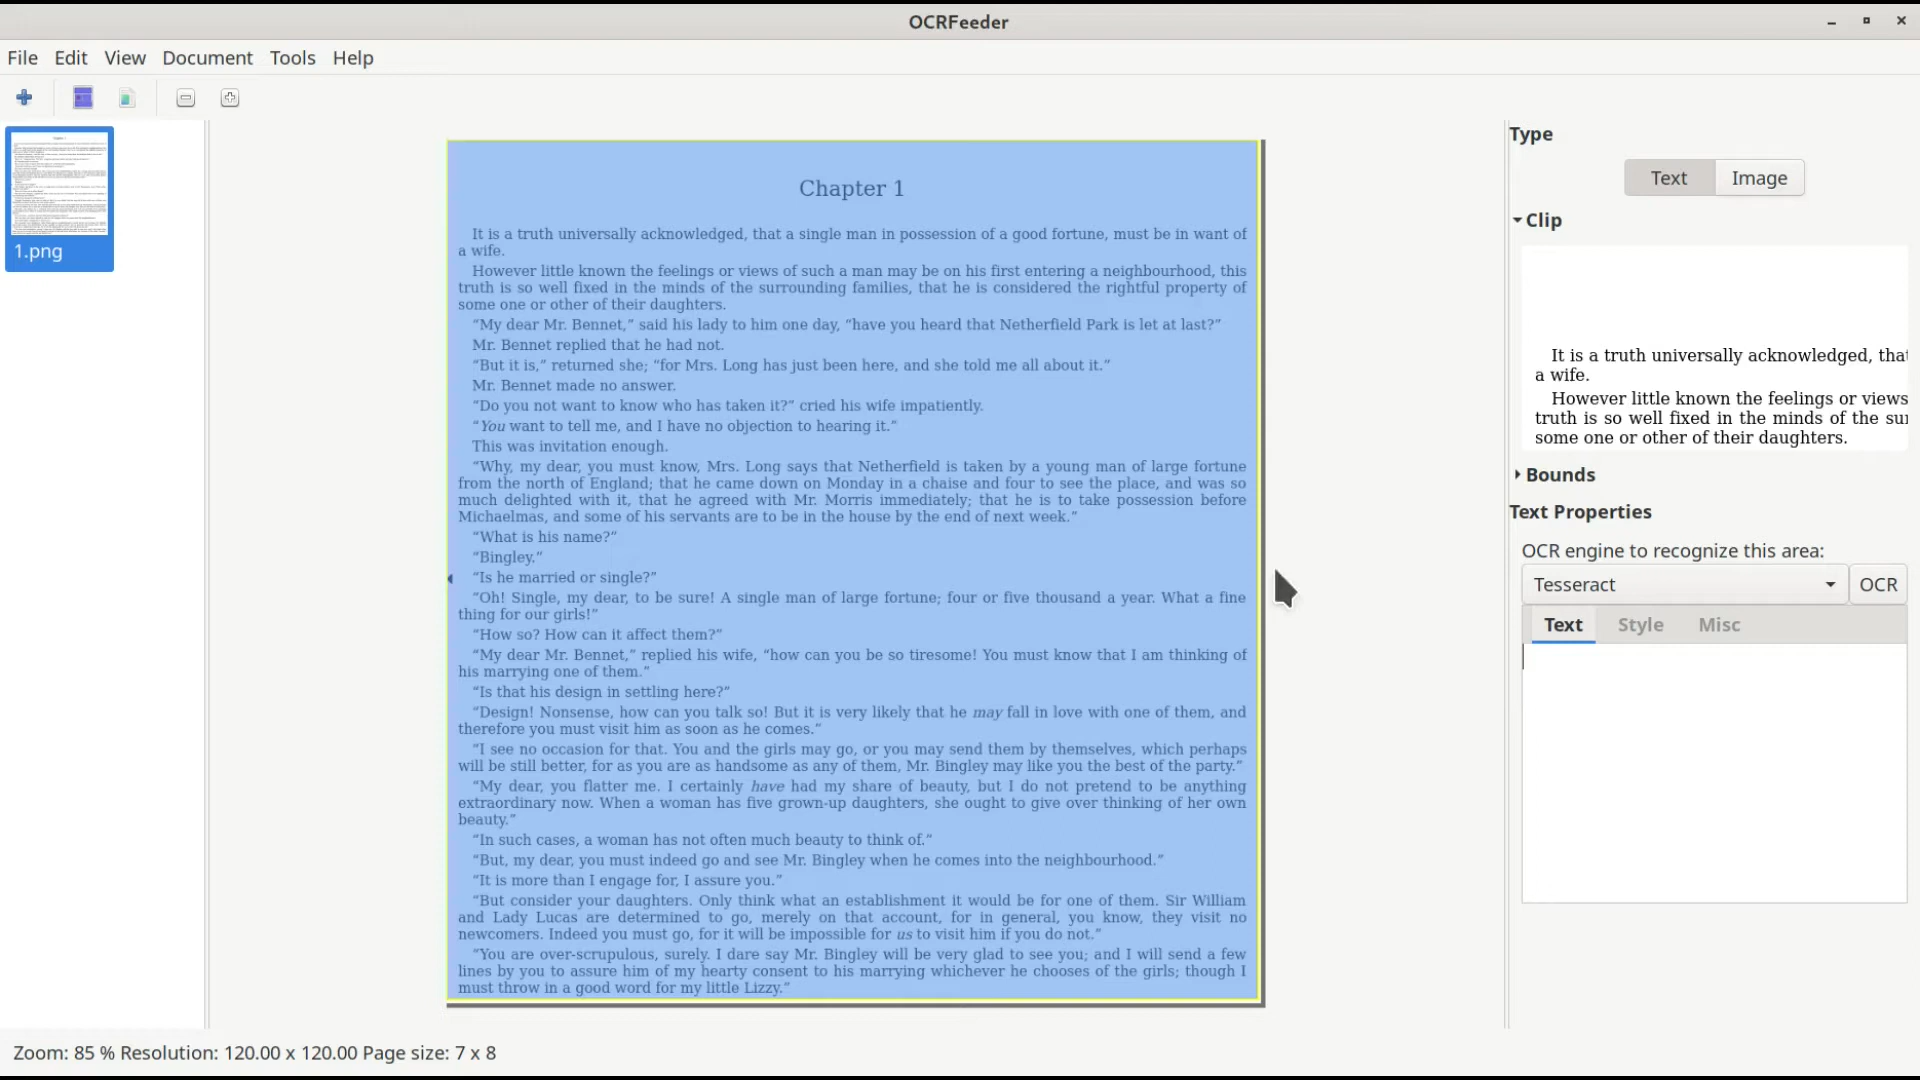 OCRFeeder
File Edit View Document Tools Help
1.png
Chapter 1
It is a truth universally acknowledged, that a single man in possession of a good fortune, must be in want of
a wife.
However little known the feelings or views of such a man may be on his first entering a neighbourhood, this
truth is so well fixed in the minds of the surrounding families, that he is considered the rightful property of
some one or other of their daughters.
“My dear Mr. Bennet,” said his lady to him one day, “have you heard that Netherfield Park is let at last?”
Mr. Bennet replied that he had not.
“But it is,” returned she; “for Mrs. Long has just been here, and she told me all about it.”
Mr. Bennet made no answer.
“Do you not want to know who has taken it?” cried his wife impatiently.
“You want to tell me, and I have no objection to hearing it.”
This was invitation enough.
“Why, my dear, you must know, Mrs. Long says that Netherfield is taken by a young man of large fortune
from the north of England; that he came down on Monday in a chaise and four to see the place, and was so
much delighted with it, that he agreed with Mr. Morris immediately; that he is to take possession before
Michaelmas, and some of his servants are to be in the house by the end of next week.”
“What is his name?”
“Bingley.”
“Is he married or single?”
“Oh! Single, my dear, to be sure! A single man of large fortune; four or five thousand a year. What a fine
thing for our girls!”
“How so? How can it affect them?”
“My dear Mr. Bennet,” replied his wife, “how can you be so tiresome! You must know that I am thinking of
his marrying one of them.”
“Is that his design in settling here?”
“Design! Nonsense, how can you talk so! But it is very likely that he may fall in love with one of them, and
therefore you must visit him as soon as he comes.”
“I see no occasion for that. You and the girls may go, or you may send them by themselves, which perhaps
will be still better, for as you are as handsome as any of them, Mr. Bingley may like you the best of the party.”
“My dear, you flatter me. I certainly have had my share of beauty, but I do not pretend to be anything
extraordinary now. When a woman has five grown-up daughters, she ought to give over thinking of her own
beauty.”
“In such cases, a woman has not often much beauty to think of.”
“But, my dear, you must indeed go and see Mr. Bingley when he comes into the neighbourhood.”
“It is more than I engage for, I assure you.”
“But consider your daughters. Only think what an establishment it would be for one of them. Sir William
and Lady Lucas are determined to go, merely on that account, for in general, you know, they visit no
newcomers. Indeed you must go, for it will be impossible for us to visit him if you do not.”
“You are over-scrupulous, surely. I dare say Mr. Bingley will be very glad to see you; and I will send a few
lines by you to assure him of my hearty consent to his marrying whichever he chooses of the girls; though I
must throw in a good word for my little Lizzy.”
Type
Text Image
Clip
It is a truth universally acknowledged, tha
a wife.
However little known the feelings or views
truth is so well fixed in the minds of the su
some one or other of their daughters.
Bounds
Text Properties
OCR engine to recognize this area:
Tesseract OCR
Text Style Misc
Zoom: 85 % Resolution: 120.00 x 120.00 Page size: 7 x 8